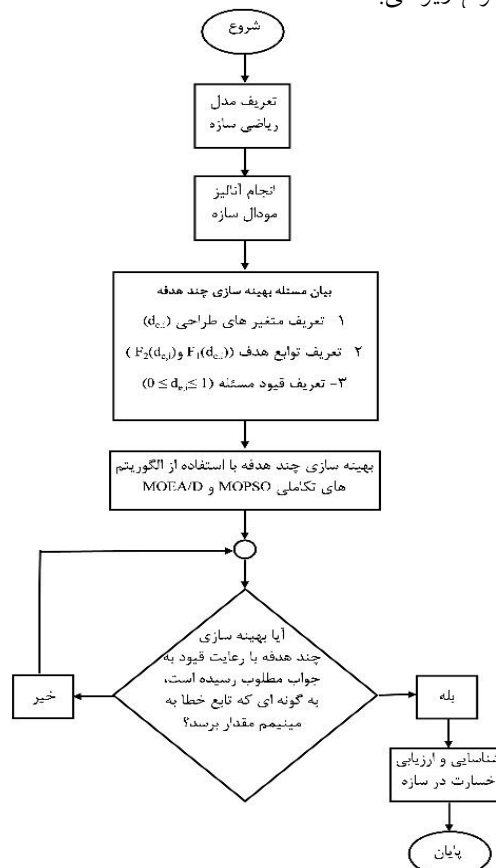 شروع
تعریف مدل
ریاضی سازه
انجام آنالیز
مودال سازه
بیان مسئله بهینه سازی چند هدفه
۱ تعریف متغیر های طراحی (d_{e,i})
۲ تعریف توابع هدف (F₁(d_{e,i}) و F₂(d_{e,i}))
۳- تعریف قیود مسئله (0 ≤ d_{e,i} ≤ 1)
بهینه سازی چند هدفه با استفاده از الگوریتم
های تکاملی MOPSO و MOEA/D
آیا بهینه سازی
چند هدفه با رعایت قیود به
جواب مطلوب رسیده است،
به گونه ای که تابع خطا به
مینیمم مقدار برسد؟
خیر
بله
شناسایی و ارزیابی
خسارت در سازه
پایان